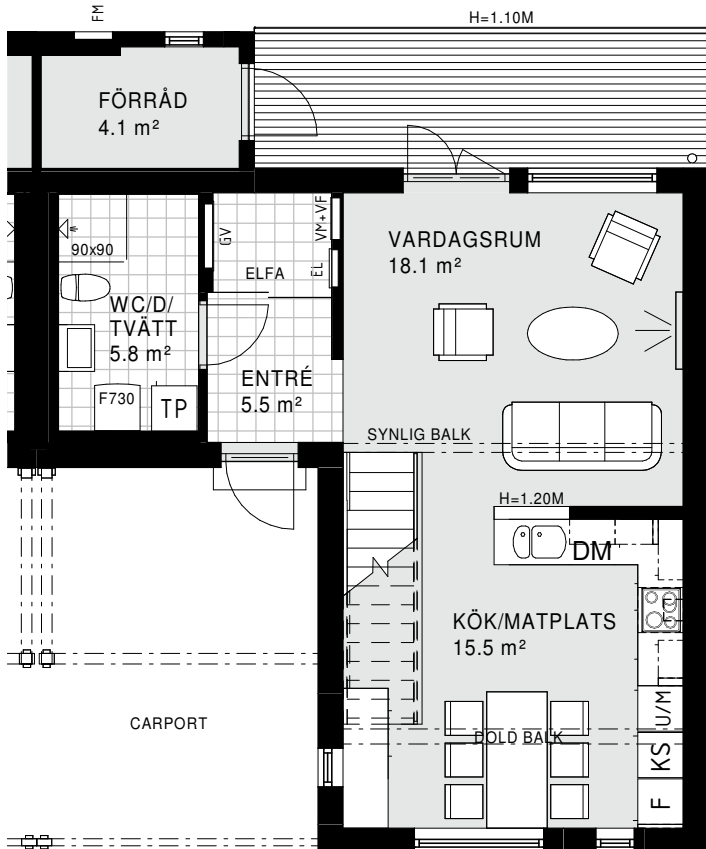 FM
H=1.10M
FÖRRÅD
4.1 m²
90x90
GV
VM+VF
EL
ELFA
VARDAGSRUM
18.1 m²
WC/D/
TVÄTT
5.8 m²
F730
TP
ENTRÉ
5.5 m²
SYNLIG BALK
H=1.20M
DM
KÖK/MATPLATS
15.5 m²
U/M
CARPORT
DOLD BALK
KS
F